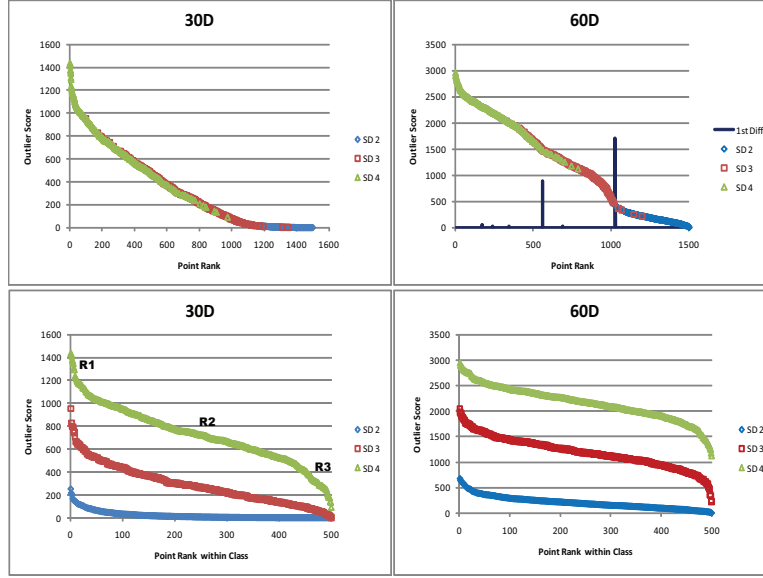 30D
1600
1400
1200
1000
800
600
400
200
0
0 200 400 600 800 1000 1200 1400 1600
Outlier Score
Point Rank
SD 2
SD 3
SD 4
60D
3500
3000
2500
2000
1500
1000
500
0
0 500 1000 1500
Outlier Score
Point Rank
1st Diff
SD 2
SD 3
SD 4
30D
1600
1400
1200
1000
800
600
400
200
0
0 100 200 300 400 500
Outlier Score
Point Rank within Class
R1
R2
R3
SD 2
SD 3
SD 4
60D
3500
3000
2500
2000
1500
1000
500
0
0 100 200 300 400 500
Outlier Score
Point Rank within Class
SD 2
SD 3
SD 4